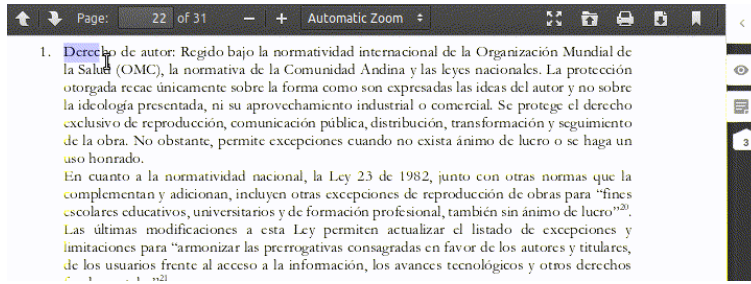 Page: 22 of 31 − + Automatic Zoom
1. Derecho de autor: Regido bajo la normatividad internacional de la Organización Mundial de
la Salud (OMC), la normativa de la Comunidad Andina y las leyes nacionales. La protección
otorgada recae únicamente sobre la forma como son expresadas las ideas del autor y no sobre
la ideología presentada, ni su aprovechamiento industrial o comercial. Se protege el derecho
exclusivo de reproducción, comunicación pública, distribución, transformación y seguimiento
de la obra. No obstante, permite excepciones cuando no exista ánimo de lucro o se haga un
uso honrado.
En cuanto a la normatividad nacional, la Ley 23 de 1982, junto con otras normas que la
complementan y adicionan, incluyen otras excepciones de reproducción de obras para “fines
escolares educativos, universitarios y de formación profesional, también sin ánimo de lucro”20.
Las últimas modificaciones a esta Ley permiten actualizar el listado de excepciones y
limitaciones para “armonizar las prerrogativas consagradas en favor de los autores y titulares,
de los usuarios frente al acceso a la información, los avances tecnológicos y otros derechos
3